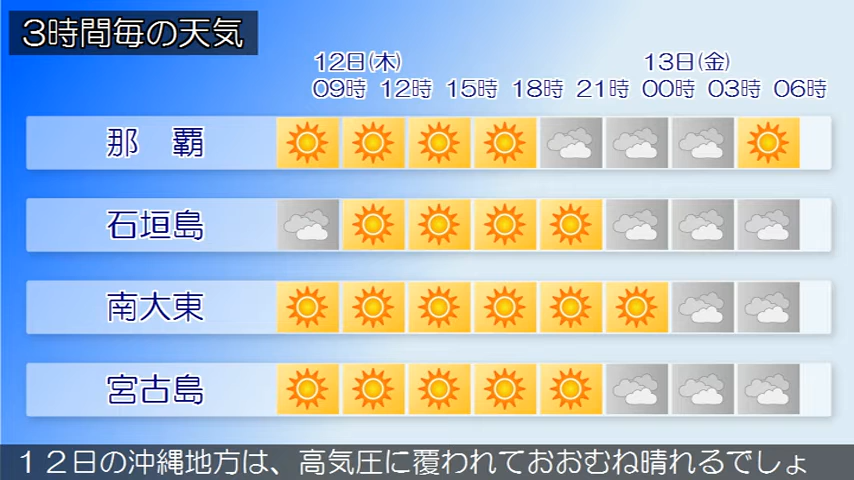 3時間毎の天気
12日(木) 13日(金)
09時 12時 15時 18時 21時 00時 03時 06時
那 覇
石垣島
南大東
宮古島
12日の沖縄地方は、高気圧に覆われておおむね晴れるでしょ